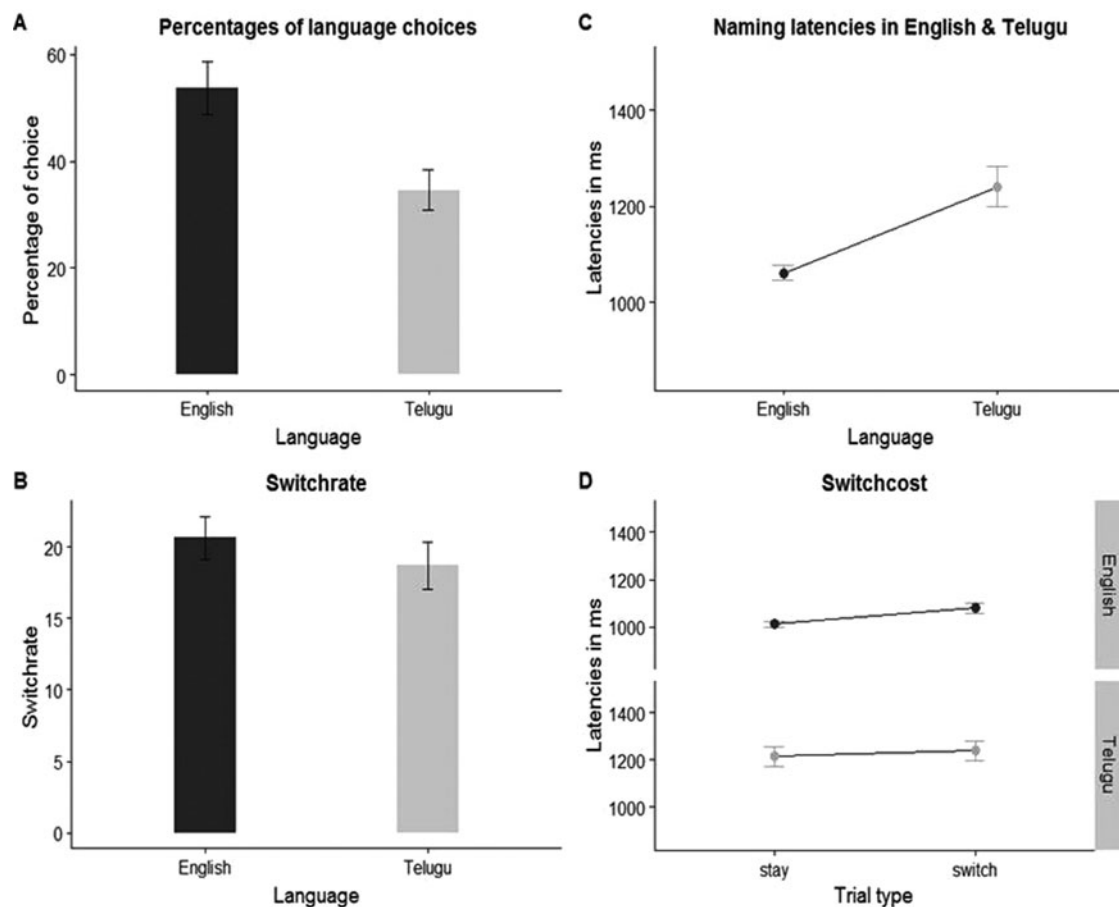 A
Percentages of language choices
60
40
20
0
Percentage of choice
English
Telugu
Language
C
Naming latencies in English & Telugu
1400
1200
1000
Latencies in ms
English
Telugu
Language
B
Switchrate
20
15
10
5
0
Switchrate
English
Telugu
Language
D
Switchcost
1400
1200
1000
English
1400
1200
1000
Telugu
Latencies in ms
stay
switch
Trial type